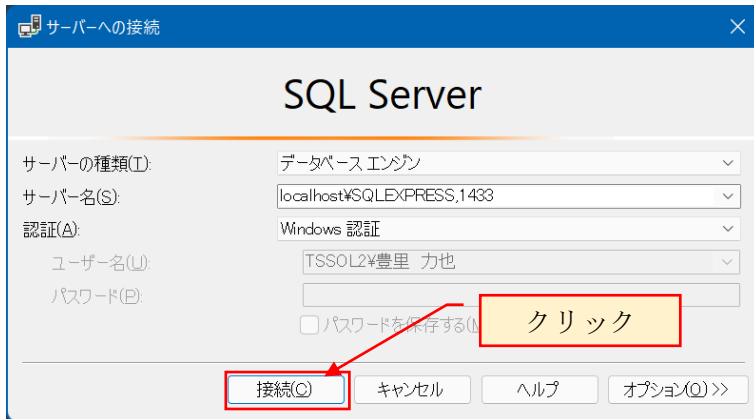 サーバーへの接続
SQL Server
サーバーの種類(T): データベース エンジン
サーバー名(S): localhost¥SQLEXPRESS,1433
認証(A): Windows 認証
ユーザー名(U): TSSOL2¥豊里 力也
パスワード(P):
パスワードを保存する(M
クリック
接続(C) キャンセル ヘルプ オプション(O) >>